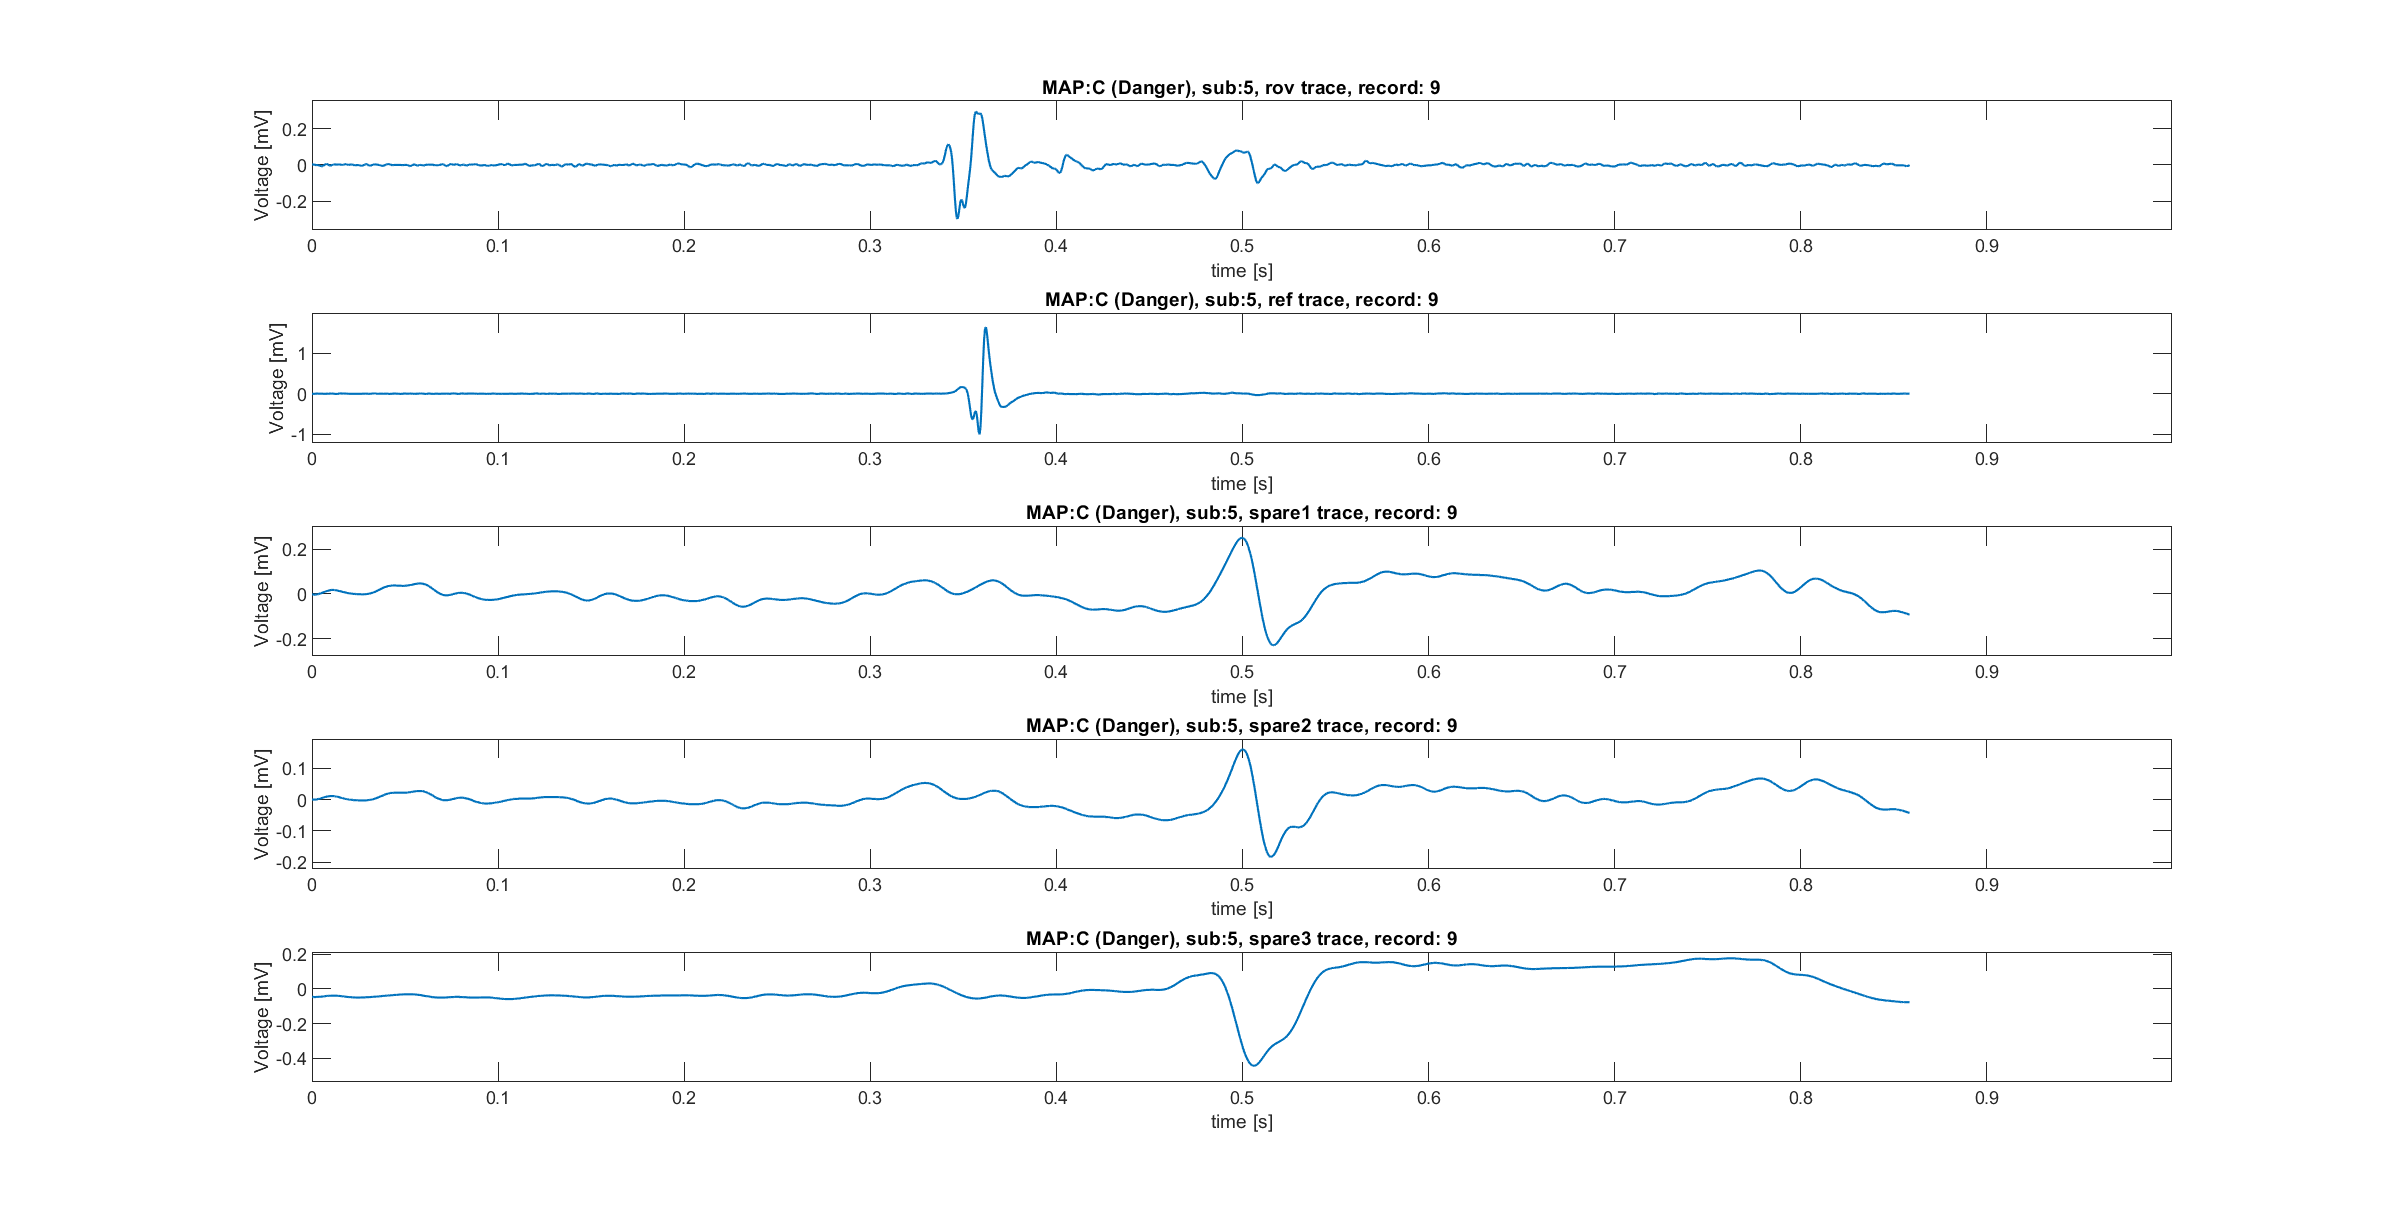 MAP:C (Danger), sub:5, rov trace, record: 9
Voltage [mV]
0.2
0
-0.2
0 0.1 0.2 0.3 0.4 0.5 0.6 0.7 0.8 0.9
time [s]
MAP:C (Danger), sub:5, ref trace, record: 9
Voltage [mV]
1
0
-1
0 0.1 0.2 0.3 0.4 0.5 0.6 0.7 0.8 0.9
time [s]
MAP:C (Danger), sub:5, spare1 trace, record: 9
Voltage [mV]
0.2
0
-0.2
0 0.1 0.2 0.3 0.4 0.5 0.6 0.7 0.8 0.9
time [s]
MAP:C (Danger), sub:5, spare2 trace, record: 9
Voltage [mV]
0.1
0
-0.1
-0.2
0 0.1 0.2 0.3 0.4 0.5 0.6 0.7 0.8 0.9
time [s]
MAP:C (Danger), sub:5, spare3 trace, record: 9
Voltage [mV]
0.2
0
-0.2
-0.4
0 0.1 0.2 0.3 0.4 0.5 0.6 0.7 0.8 0.9
time [s]